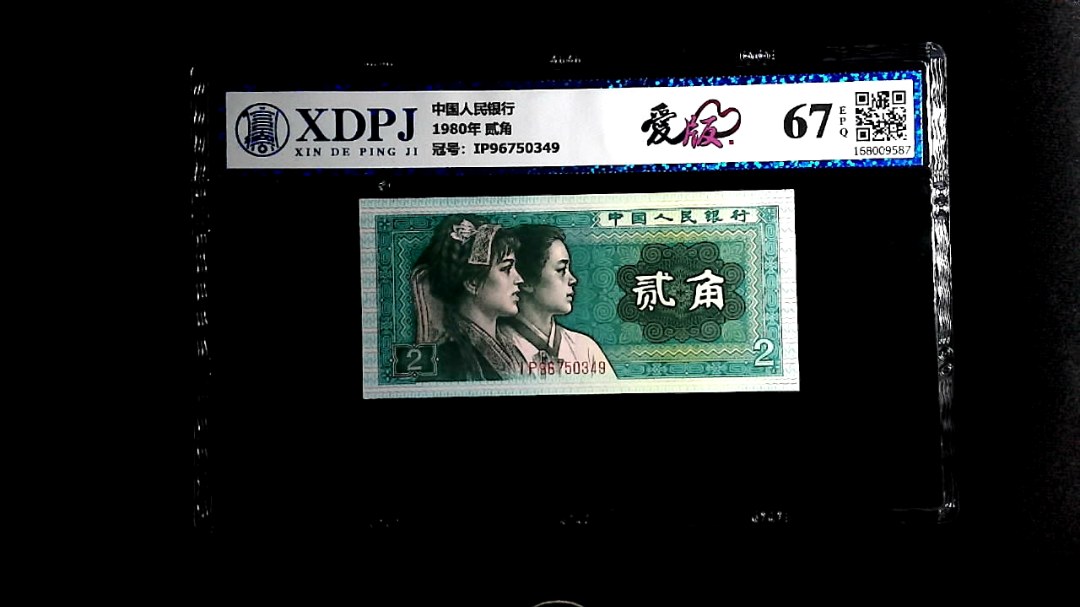 XDPJ
XIN DE PING JI
中国人民银行
1980年 贰角
冠号: IP96750349
爱版
67
EPQ
168009587
中国人民银行
贰角
2
2
IP96750349